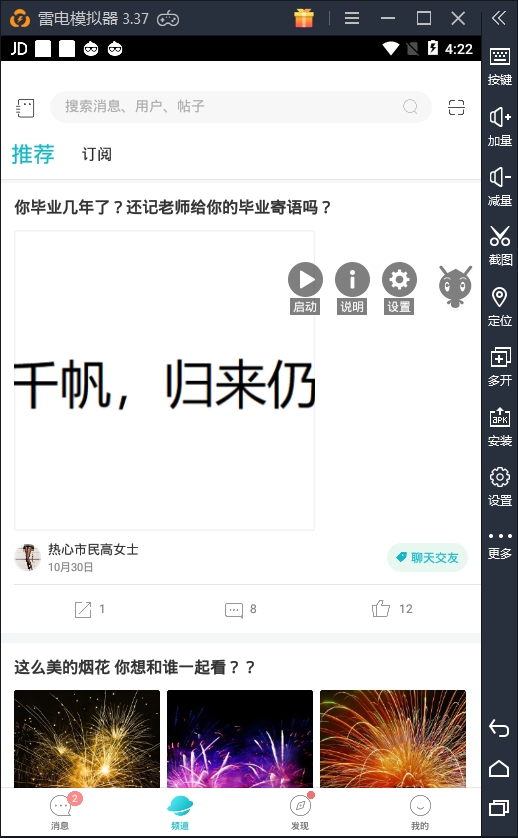 雷电模拟器 3.37
JD
4:22
搜索消息、用户、帖子
推荐 订阅
你毕业几年了？还记老师给你的毕业寄语吗？
启动 说明 设置
千帆，归来仍
热心市民高女士
10月30日
聊天交友
1 8 12
这么美的烟花 你想和谁一起看？？
2
消息 频道 发现 我的
按键
加量
减量
截图
定位
多开
APK
安装
设置
更多